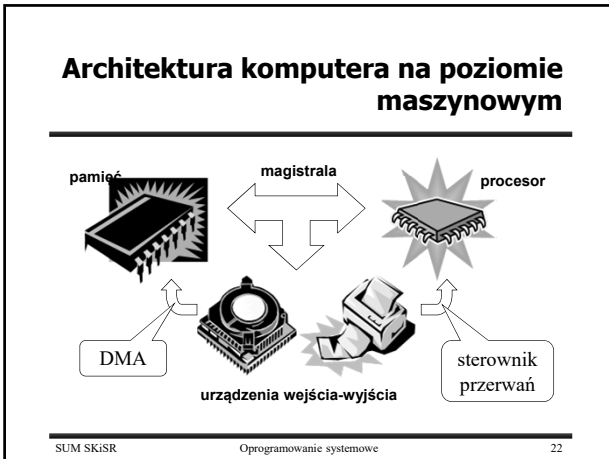 Architektura komputera na poziomie
maszynowym
pamięć
magistrala
procesor
DMA
sterownik
przerwań
urządzenia wejścia-wyjścia
SUM SKiSR
Oprogramowanie systemowe
22